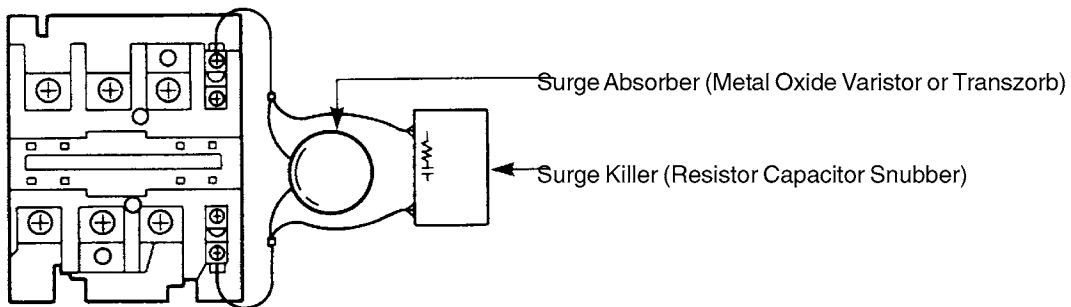 Surge Absorber (Metal Oxide Varistor or Transzorb)
Surge Killer (Resistor Capacitor Snubber)